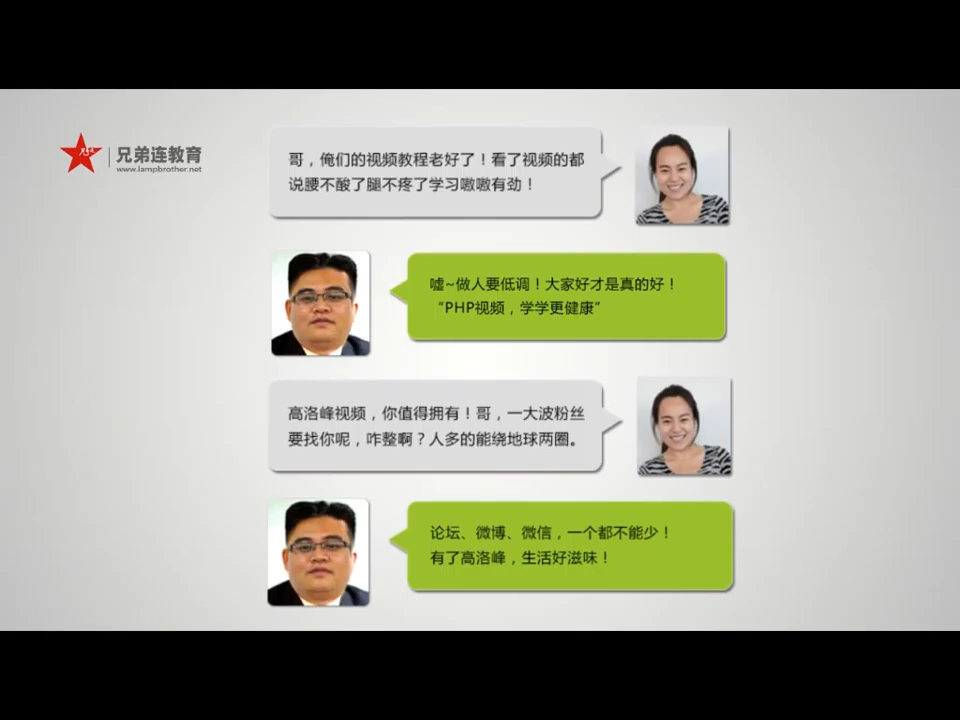 兄弟连教育
www.lampbrother.net
哥，俺们的视频教程老好了！看了视频的都
说腰不酸了腿不疼了学习嗷嗷有劲！
嘘~做人要低调！大家好才是真的好！
“PHP视频，学学更健康”
高洛峰视频，你值得拥有！哥，一大波粉丝
要找你呢，咋整啊？人多的能绕地球两圈。
论坛、微博、微信，一个都不能少！
有了高洛峰，生活好滋味！